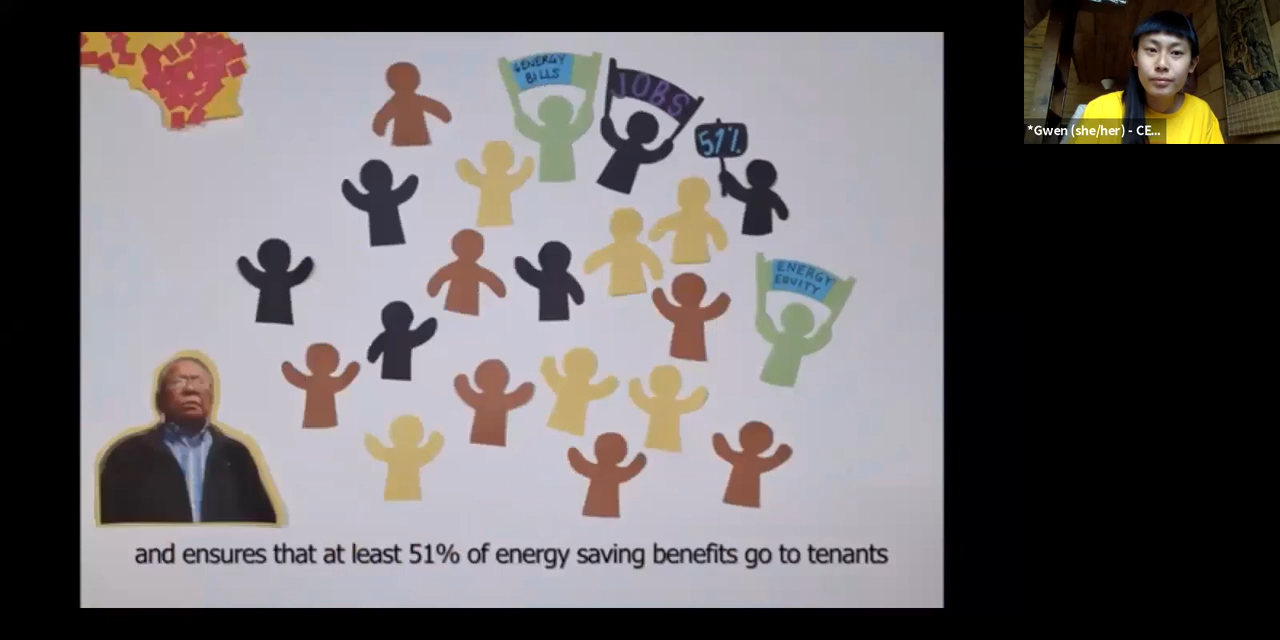 *Gwen (she/her) - CE...
BILLS
JOBS
51%
ENERGY
EQUITY
and ensures that at least 51% of energy saving benefits go to tenants